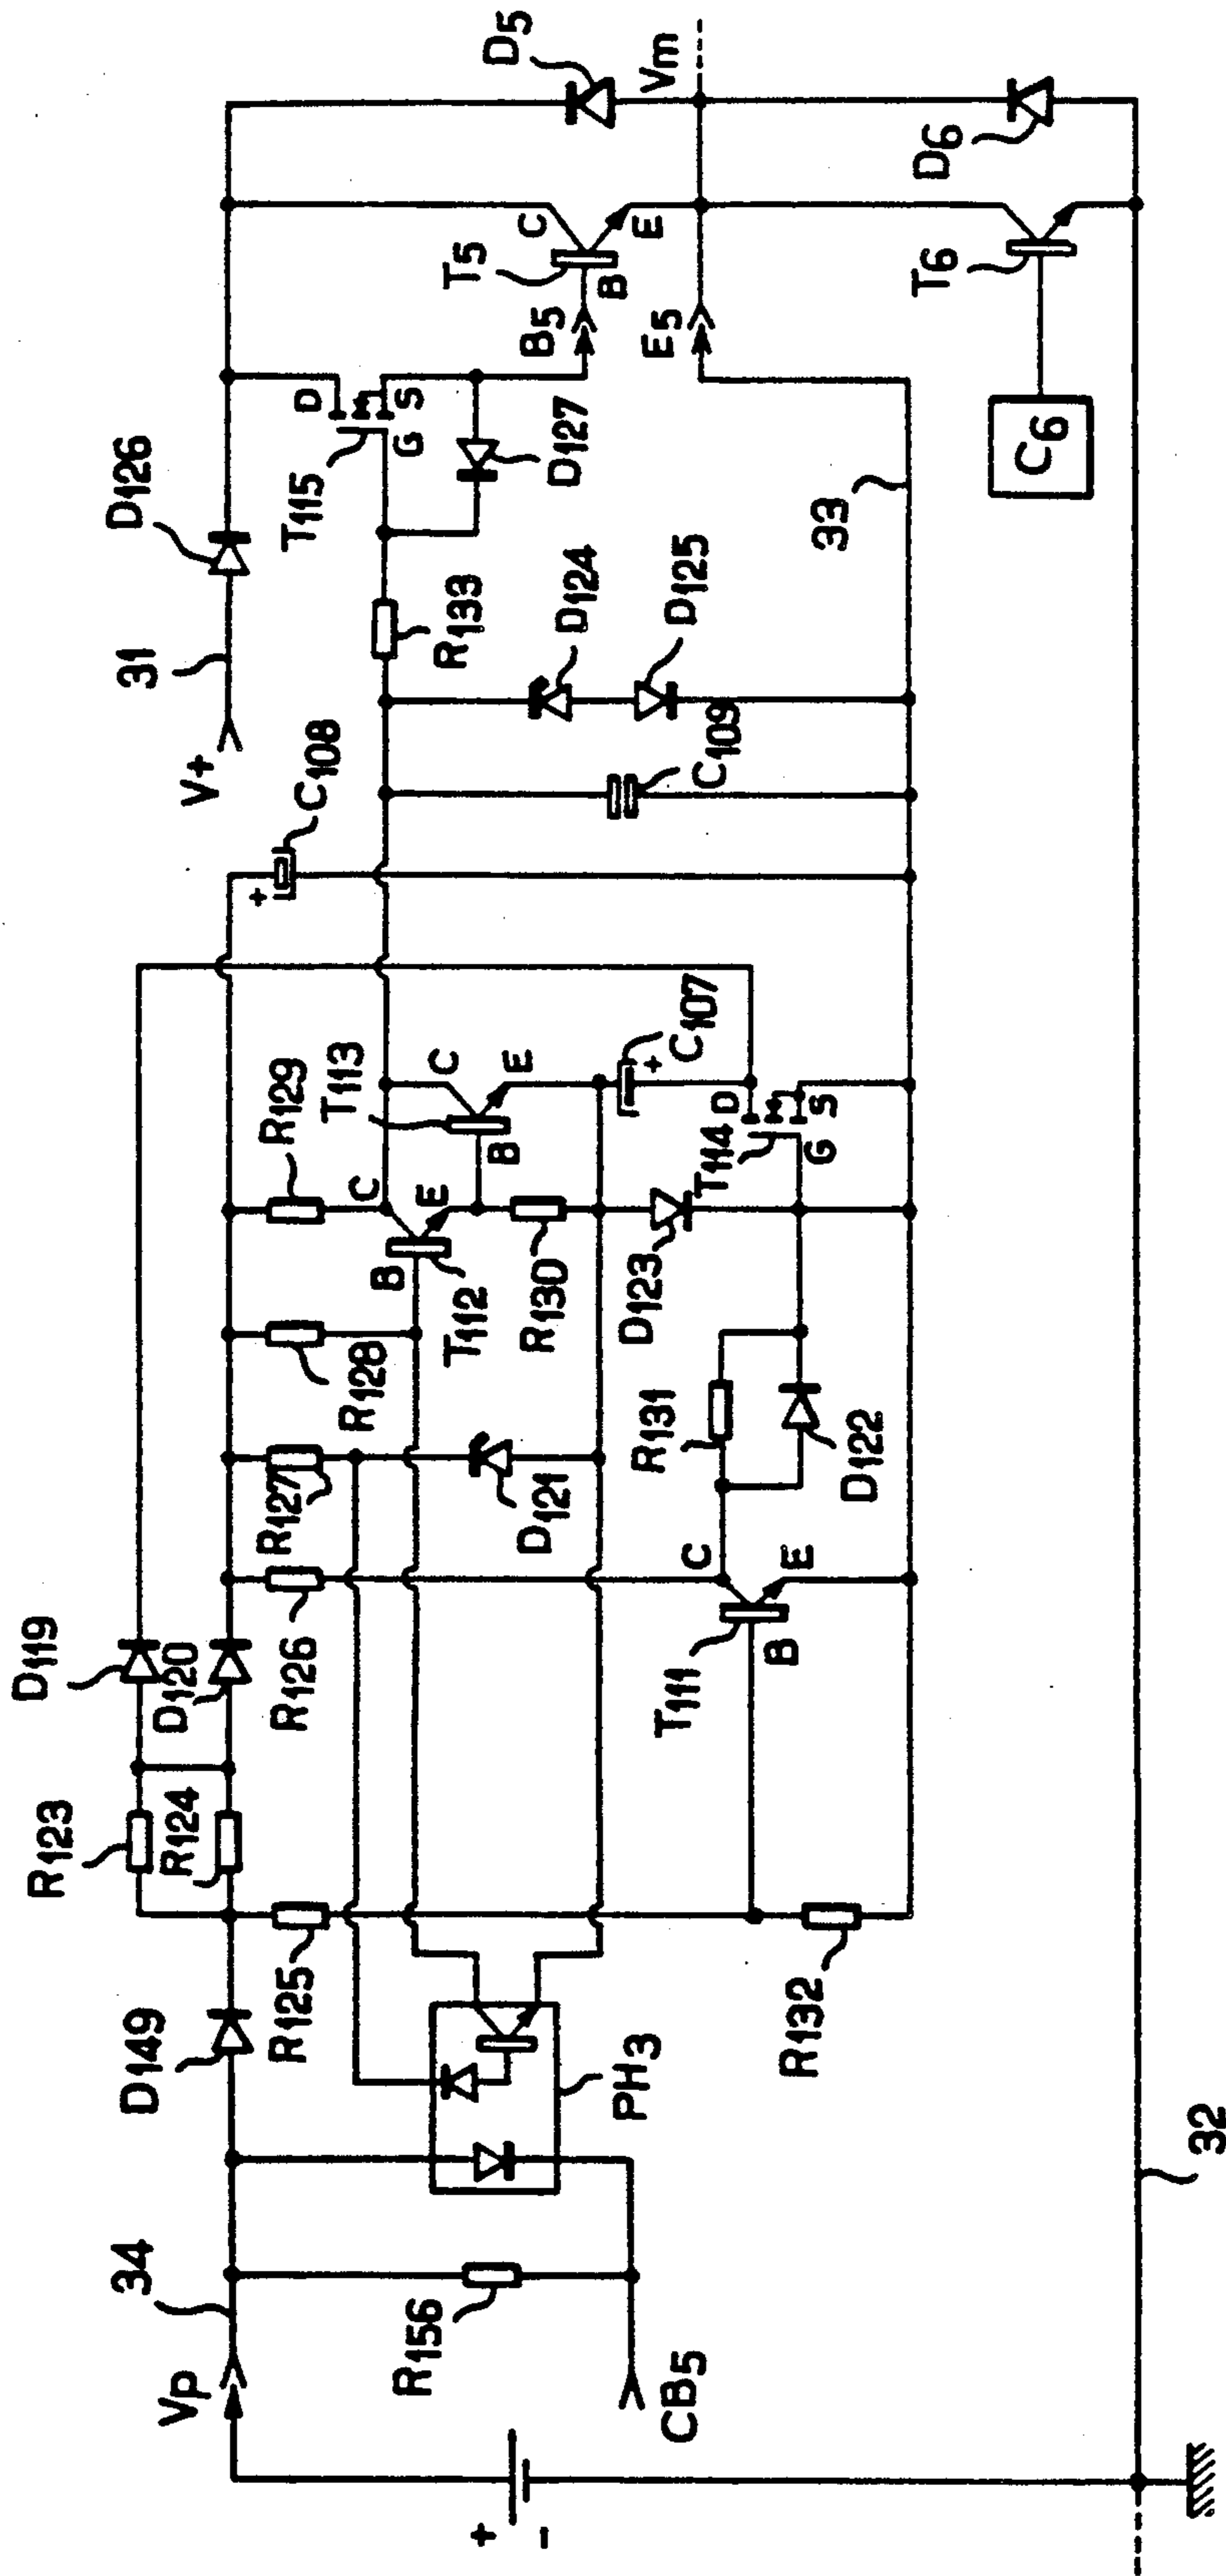 D119
R123
D120
R124
D149
34
Vp
+
-
R156
CB5
PH3
R125
R132
R126
R127
R128
R129
D121
B
C
E
T112
R130
T113
C
B
E
C107
+
D123
T114
D
G
S
R131
D122
T111
B
C
E
C108
+
V+
31
D126
C109
D124
D125
R133
T115
D
G
S
D127
B5
E5
33
T5
C
B
E
D5
Vm
T6
C6
D6
32